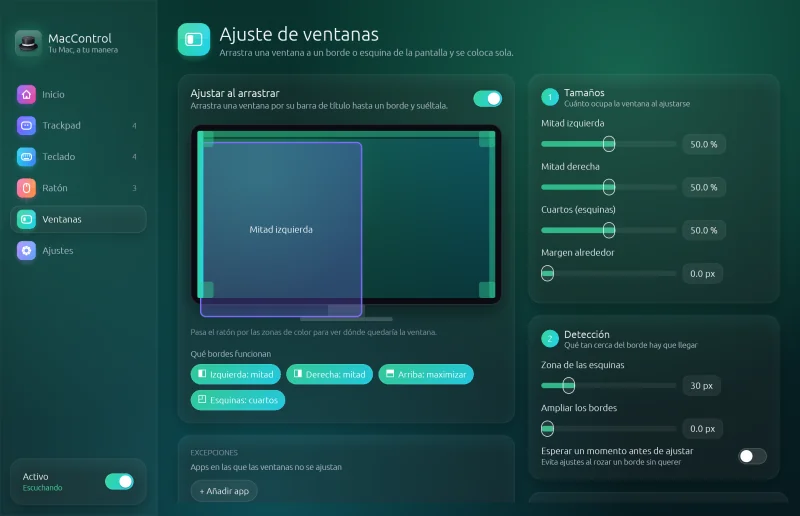 MacControl
Tu Mac, a tu manera
Inicio
Trackpad 4
Teclado 4
Ratón 3
Ventanas
Ajustes
Activo
Escuchando
Ajuste de ventanas
Arrastra una ventana a un borde o esquina de la pantalla y se coloca sola.
Ajustar al arrastrar
Arrastra una ventana por su barra de título hasta un borde y suéltala.
Mitad izquierda
Pasa el ratón por las zonas de color para ver dónde quedaría la ventana.
Qué bordes funcionan
Izquierda: mitad
Derecha: mitad
Arriba: maximizar
Esquinas: cuartos
EXCEPCIONES
Apps en las que las ventanas no se ajustan
+ Añadir app
1 Tamaños
Cuánto ocupa la ventana al ajustarse
Mitad izquierda
50.0 %
Mitad derecha
50.0 %
Cuartos (esquinas)
50.0 %
Margen alrededor
0.0 px
2 Detección
Qué tan cerca del borde hay que llegar
Zona de las esquinas
30 px
Ampliar los bordes
0.0 px
Esperar un momento antes de ajustar
Evita ajustes al rozar un borde sin querer